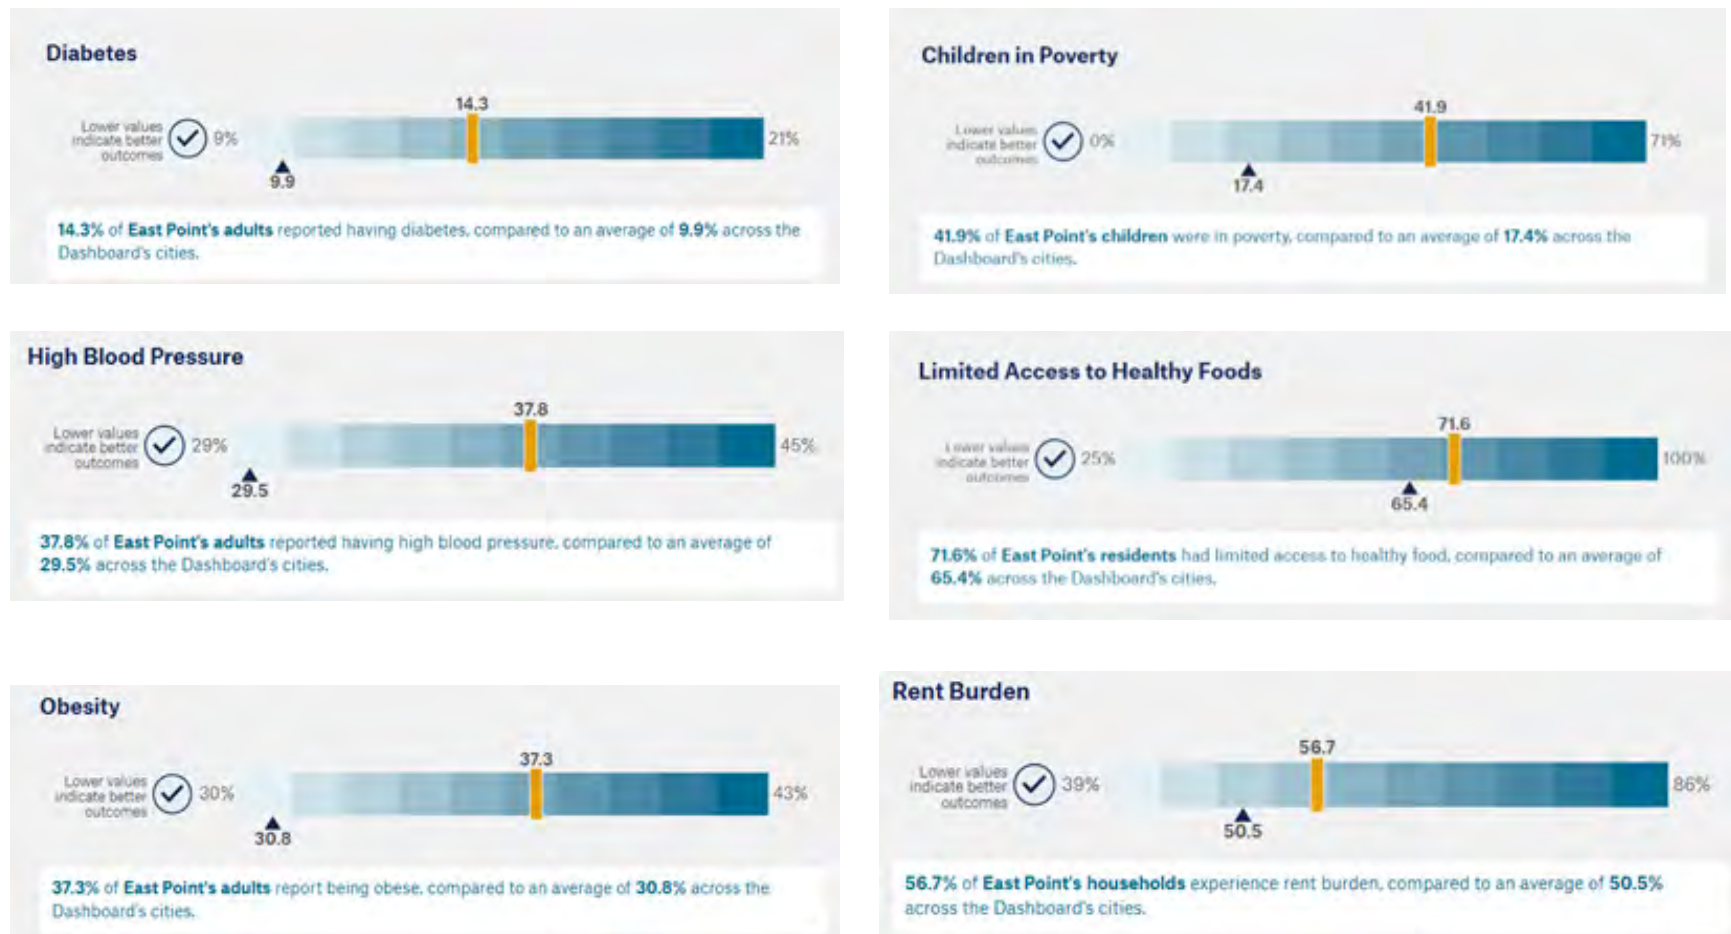 Diabetes
14.3
Lower values
indicate better
outcomes
9%
21%
9.9
14.3% of East Point's adults reported having diabetes, compared to an average of 9.9% across the
Dashboard's cities.
Children in Poverty
41.9
Lower values
indicate better
outcomes
0%
71%
17.4
41.9% of East Point's children were in poverty, compared to an average of 17.4% across the
Dashboard's cities.
High Blood Pressure
37.8
Lower values
indicate better
outcomes
29%
45%
29.5
37.8% of East Point's adults reported having high blood pressure, compared to an average of
29.5% across the Dashboard's cities.
Limited Access to Healthy Foods
71.6
Lower values
indicate better
outcomes
25%
100%
65.4
71.6% of East Point's residents had limited access to healthy food, compared to an average of
65.4% across the Dashboard's cities.
Obesity
37.3
Lower values
indicate better
outcomes
30%
43%
30.8
37.3% of East Point's adults report being obese, compared to an average of 30.8% across the
Dashboard's cities.
Rent Burden
56.7
Lower values
indicate better
outcomes
39%
86%
50.5
56.7% of East Point's households experience rent burden, compared to an average of 50.5%
across the Dashboard's cities.